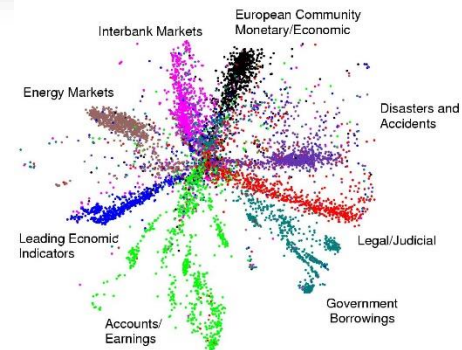 European Community
Monetary/Economic
Interbank Markets
Energy Markets
Disasters and
Accidents
Leading Ecnomic
Indicators
Legal/Judicial
Government
Borrowings
Accounts/
Earnings